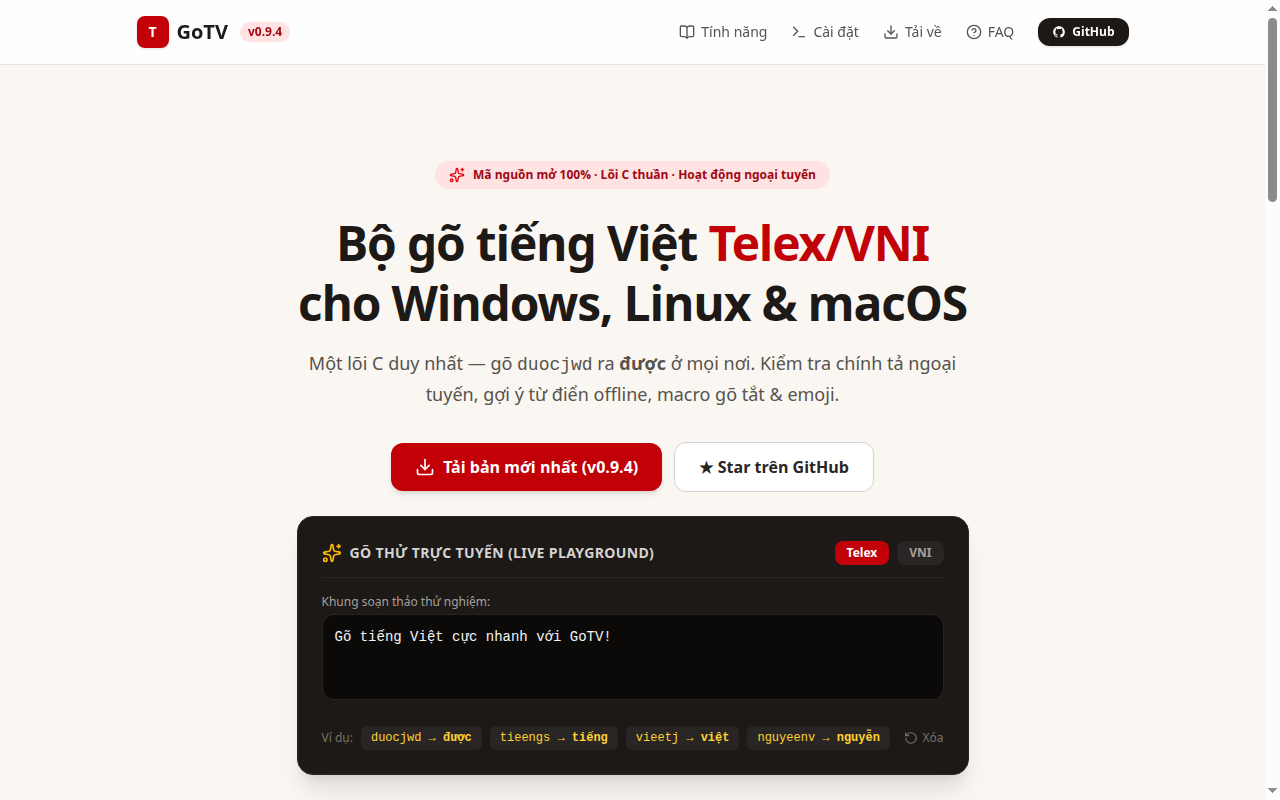 T GoTV v0.9.4 Tính năng Cài đặt Tải về FAQ GitHub
Mã nguồn mở 100% · Lõi C thuần · Hoạt động ngoại tuyến
Bộ gõ tiếng Việt Telex/VNI
cho Windows, Linux & macOS
Một lõi C duy nhất — gõ duocjwd ra được ở mọi nơi. Kiểm tra chính tả ngoại
tuyến, gợi ý từ điển offline, macro gõ tắt & emoji.
Tải bản mới nhất (v0.9.4) ★ Star trên GitHub
GÕ THỬ TRỰC TUYẾN (LIVE PLAYGROUND) Telex VNI
Khung soạn thảo thử nghiệm:
Gõ tiếng Việt cực nhanh với GoTV!
Ví dụ: duocjwd → được tieengs → tiếng vieetj → việt nguyeenv → nguyễn Xóa